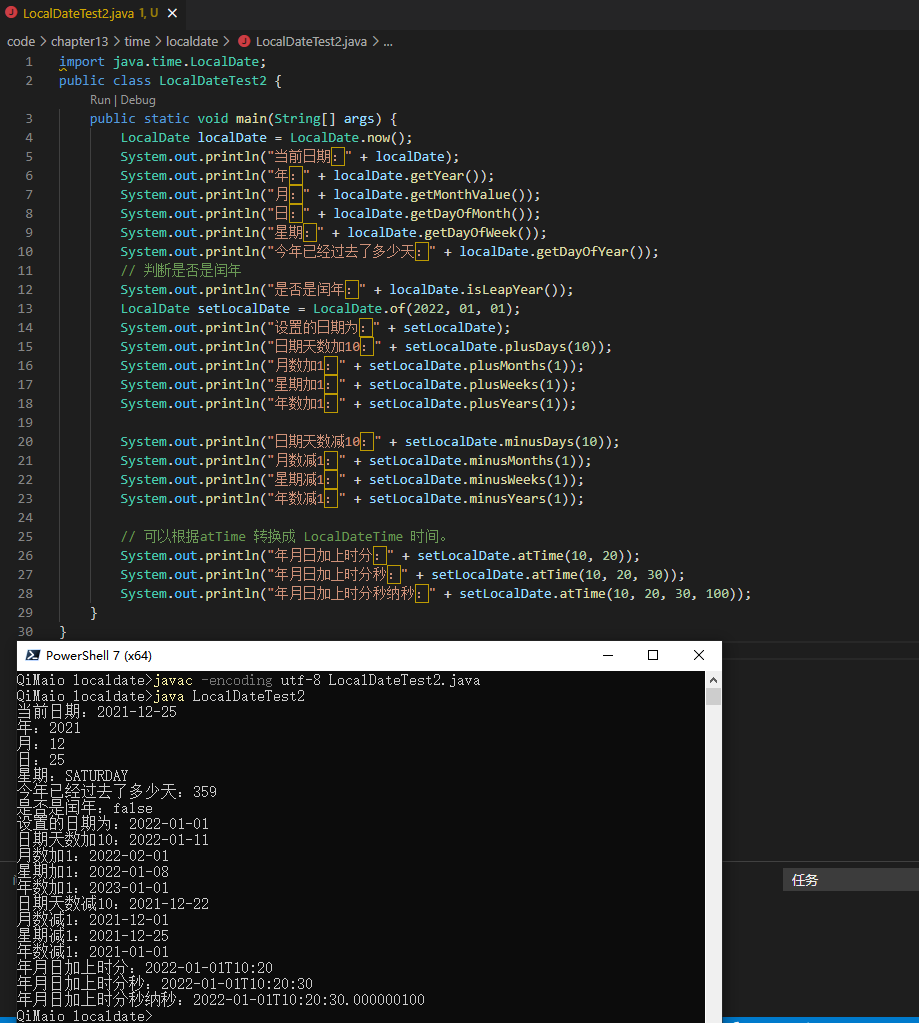 LocalDateTest2.java 1, U
code > chapter13 > time > localdate > LocalDateTest2.java > ...
1 import java.time.LocalDate;
2 public class LocalDateTest2 {
Run | Debug
3 public static void main(String[] args) {
4 LocalDate localDate = LocalDate.now();
5 System.out.println("当前日期：" + localDate);
6 System.out.println("年：" + localDate.getYear());
7 System.out.println("月：" + localDate.getMonthValue());
8 System.out.println("日：" + localDate.getDayOfMonth());
9 System.out.println("星期：" + localDate.getDayOfWeek());
10 System.out.println("今年已经过去了多少天：" + localDate.getDayOfYear());
11 // 判断是否是闰年
12 System.out.println("是否是闰年：" + localDate.isLeapYear());
13 LocalDate setLocalDate = LocalDate.of(2022, 01, 01);
14 System.out.println("设置的日期为：" + setLocalDate);
15 System.out.println("日期天数加10：" + setLocalDate.plusDays(10));
16 System.out.println("月数加1：" + setLocalDate.plusMonths(1));
17 System.out.println("星期加1：" + setLocalDate.plusWeeks(1));
18 System.out.println("年数加1：" + setLocalDate.plusYears(1));
19
20 System.out.println("日期天数减10：" + setLocalDate.minusDays(10));
21 System.out.println("月数减1：" + setLocalDate.minusMonths(1));
22 System.out.println("星期减1：" + setLocalDate.minusWeeks(1));
23 System.out.println("年数减1：" + setLocalDate.minusYears(1));
24
25 // 可以根据atTime 转换成 LocalDateTime 时间。
26 System.out.println("年月日加上时分：" + setLocalDate.atTime(10, 20));
27 System.out.println("年月日加上时分秒：" + setLocalDate.atTime(10, 20, 30));
28 System.out.println("年月日加上时分秒纳秒：" + setLocalDate.atTime(10, 20, 30, 100));
29 }
30 }
PowerShell 7 (x64)
QiMaio localdate>javac -encoding utf-8 LocalDateTest2.java
QiMaio localdate>java LocalDateTest2
当前日期：2021-12-25
年：2021
月：12
日：25
星期：SATURDAY
今年已经过去了多少天：359
是否是闰年：false
设置的日期为：2022-01-01
日期天数加10：2022-01-11
月数加1：2022-02-01
星期加1：2022-01-08
年数加1：2023-01-01
日期天数减10：2021-12-22
月数减1：2021-12-01
星期减1：2021-12-25
年数减1：2021-01-01
年月日加上时分：2022-01-01T10:20
年月日加上时分秒：2022-01-01T10:20:30
年月日加上时分秒纳秒：2022-01-01T10:20:30.000000100
QiMaio localdate>
任务